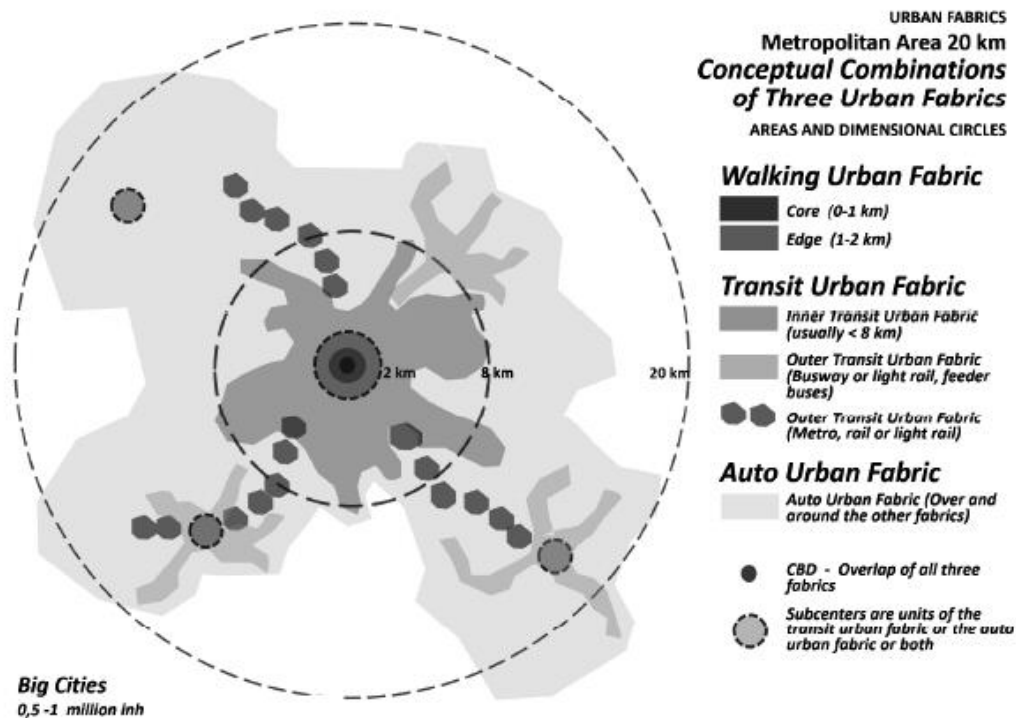 URBAN FABRICS
Metropolitan Area 20 km
Conceptual Combinations
of Three Urban Fabrics
AREAS AND DIMENSIONAL CIRCLES
Walking Urban Fabric
Core (0-1 km)
Edge (1-2 km)
Transit Urban Fabric
Inner Transit Urban Fabric
(usually < 8 km)
Outer Transit Urban Fabric
(Busway or light rail, feeder
buses)
Outer Transit Urban Fabric
(Metro, rail or light rail)
Auto Urban Fabric
Auto Urban Fabric (Over and
around the other fabrics)
CBD - Overlap of all three
fabrics
Subcenters are units of the
transit urban fabric or the auto
urban fabric or both
2 km
8 km
20 km
Big Cities
0,5 -1 million inh